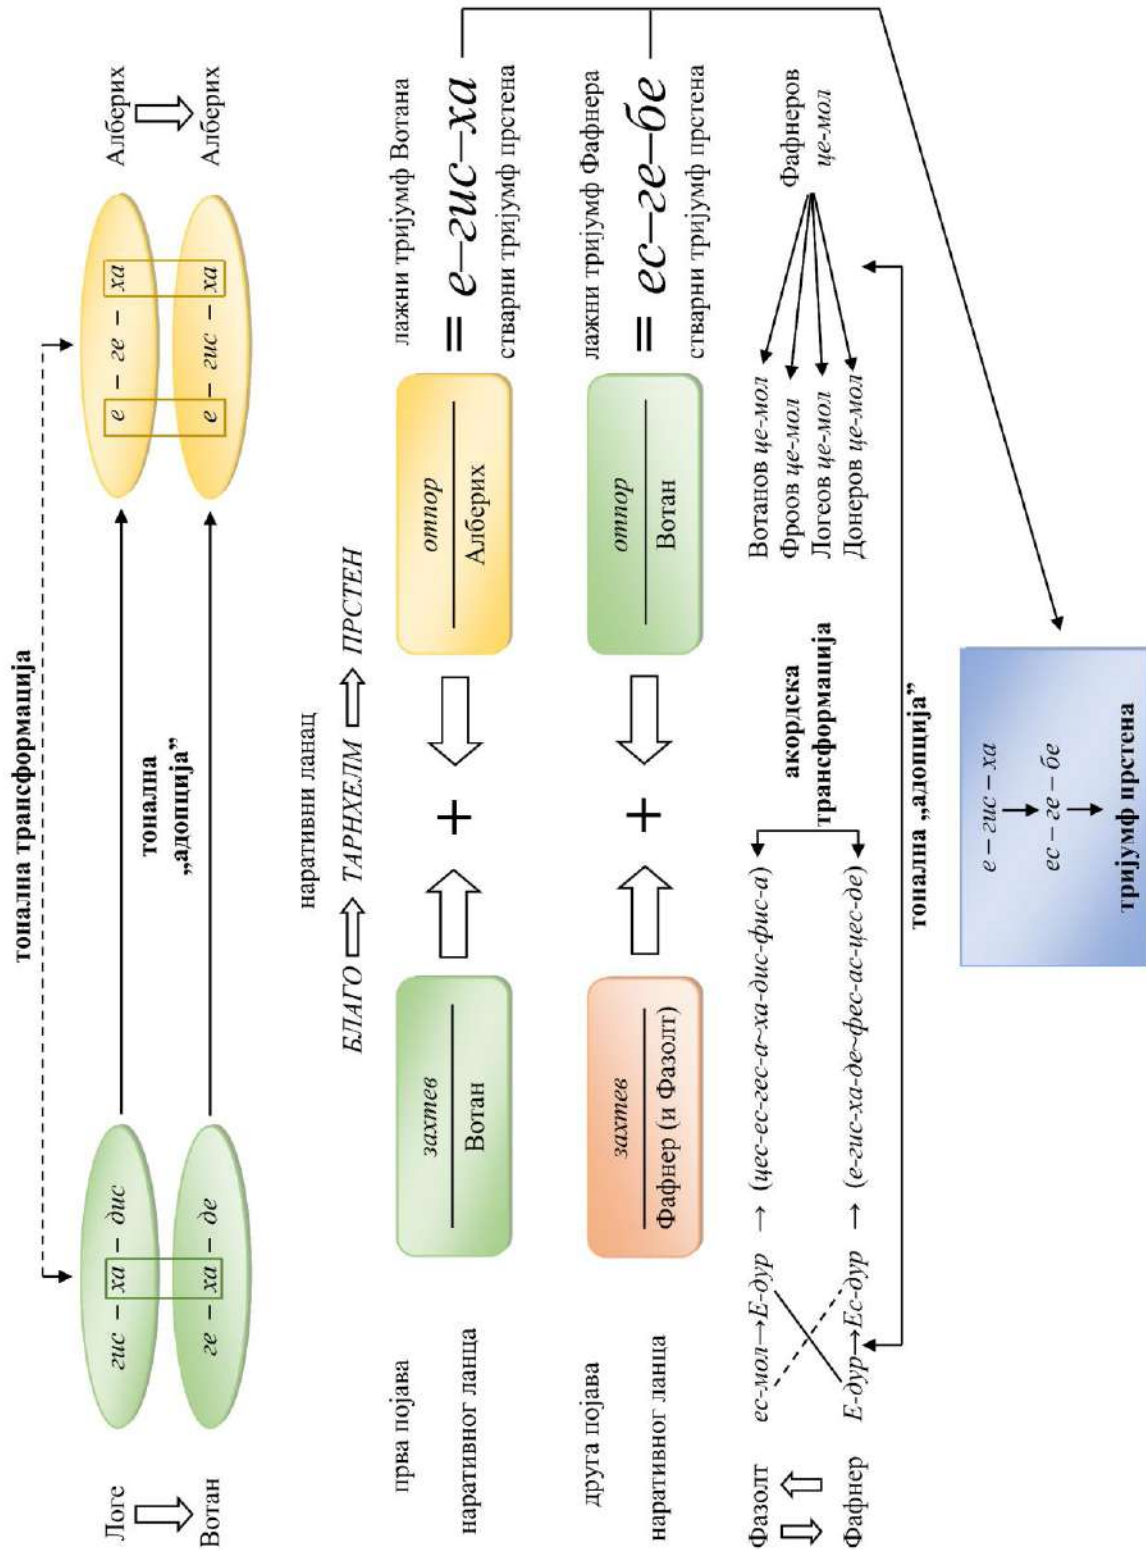 тонална трансформација
Логе
гис – ха – дис
е – ге – ха
Алберих
тонална
„адопција”
Вотан
ге – ха – де
е – гис – ха
Алберих
наративни ланац
БЛАГО
ТАРНХЕЛМ
ПРСТЕН
прва појава
наративног ланца
захтев
Вотан
+
отпор
Алберих
лажни тријумф Вотана
= е–гис–ха
стварни тријумф прстена
друга појава
наративног ланца
захтев
Фафнер (и Фазолт)
+
отпор
Вотан
лажни тријумф Фафнера
= ес–ге–бе
стварни тријумф прстена
Фазолт
ес-мол→Е-дур → (цес-ес-гес-а~ха-дис-фис-а)
Фафнер
Е-дур→Ес-дур → (е-гис-ха-де~фес-ас-цес-де)
акордска
трансформација
Вотанов це-мол
Фроов це-мол
Логеов це-мол
Донеров це-мол
Фафнеров
це-мол
тонална „адопција”
е – гис – ха
ес – ге – бе
тријумф прстена